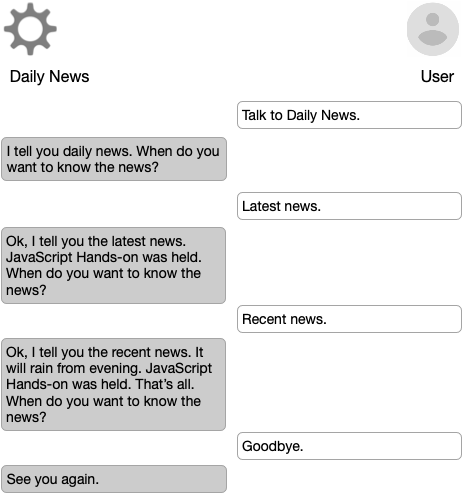 Daily News
User
Talk to Daily News.
I tell you daily news. When do you
want to know the news?
Latest news.
Ok, I tell you the latest news.
JavaScript Hands-on was held.
When do you want to know the
news?
Recent news.
Ok, I tell you the recent news. It
will rain from evening. JavaScript
Hands-on was held. That's all.
When do you want to know the
news?
Goodbye.
See you again.